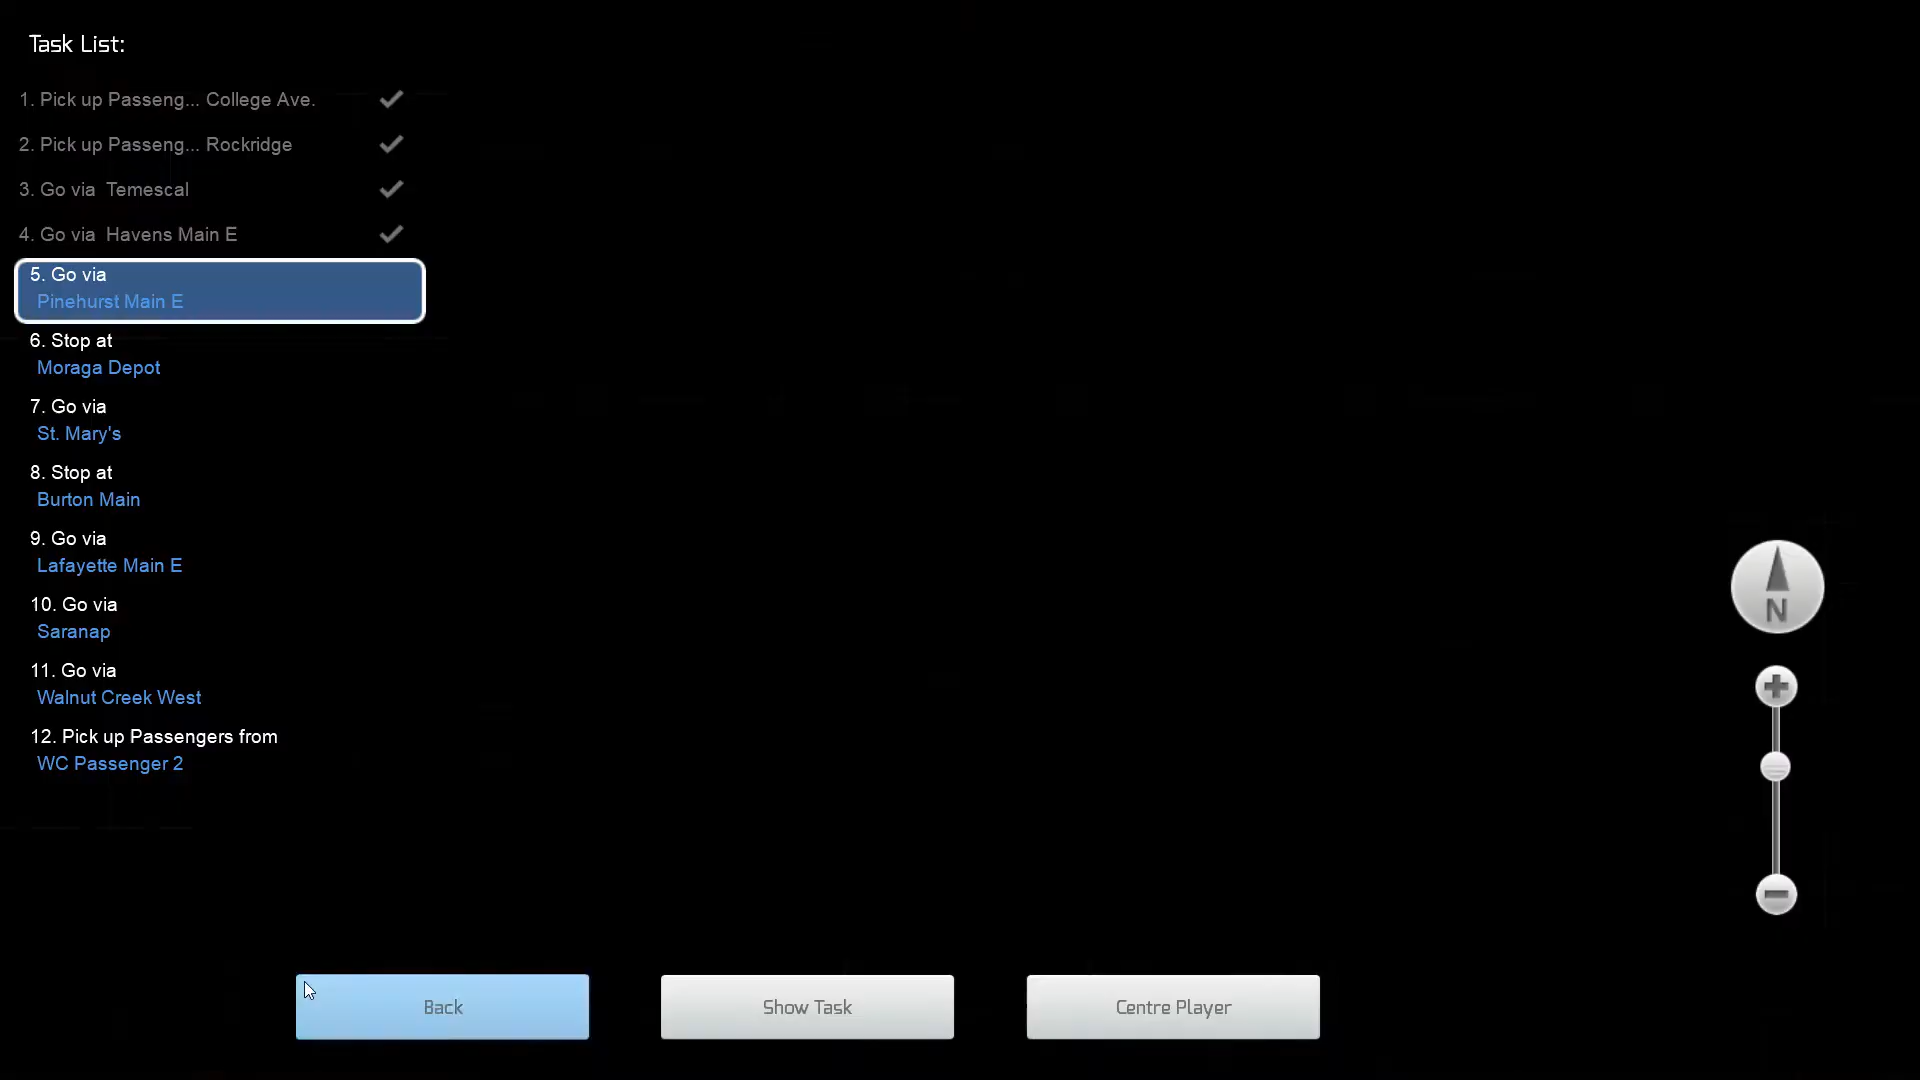 Task List:
1. Pick up Passeng... College Ave.
2. Pick up Passeng... Rockridge
3. Go via Temescal
4. Go via Havens Main E
5. Go via
Pinehurst Main E
6. Stop at
Moraga Depot
7. Go via
St. Mary's
8. Stop at
Burton Main
9. Go via
Lafayette Main E
10. Go via
Saranap
11. Go via
Walnut Creek West
12. Pick up Passengers from
WC Passenger 2
N
Back
Show Task
Centre Player